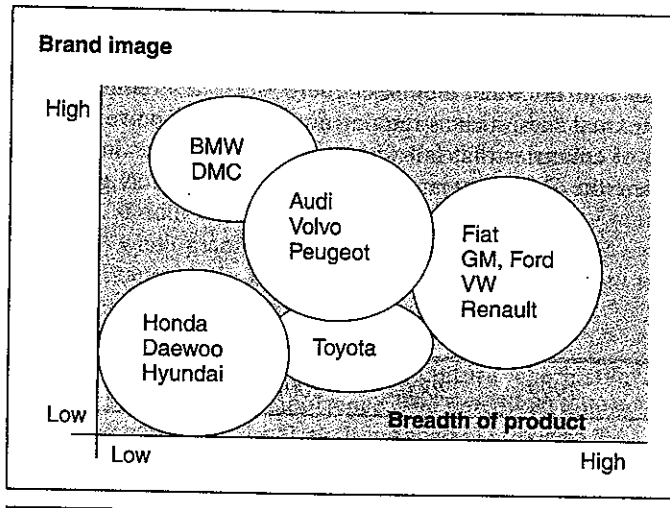 Brand image
High
BMW
DMC
Audi
Volvo
Peugeot
Fiat
GM, Ford
VW
Renault
Honda
Daewoo
Hyundai
Toyota
Low
Breadth of product
Low
High